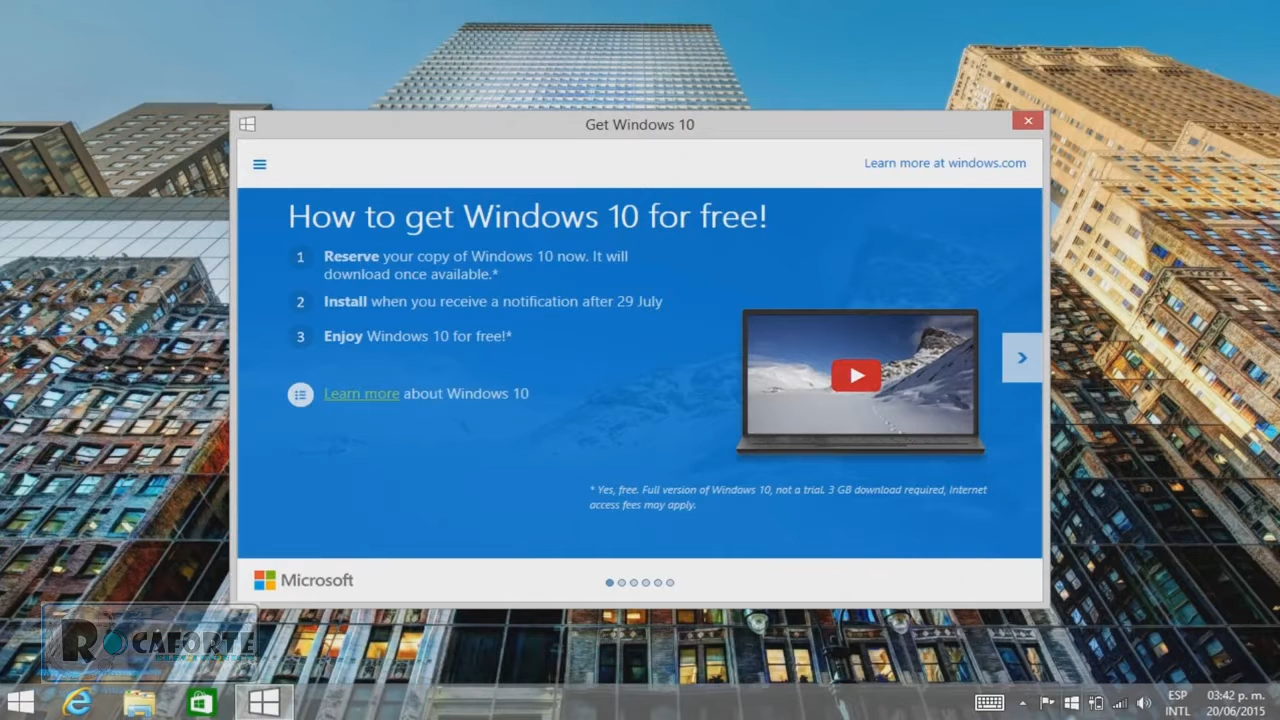 Get Windows 10
Learn more at windows.com
How to get Windows 10 for free!
1 Reserve your copy of Windows 10 now. It will
download once available.*
2 Install when you receive a notification after 29 July
3 Enjoy Windows 10 for free!*
Learn more about Windows 10
* Yes, free. Full version of Windows 10, not a trial. 3 GB download required, Internet
access fees may apply.
Microsoft
ROCAFORTE
ESP 03:42 p. m.
INTL 20/06/2015